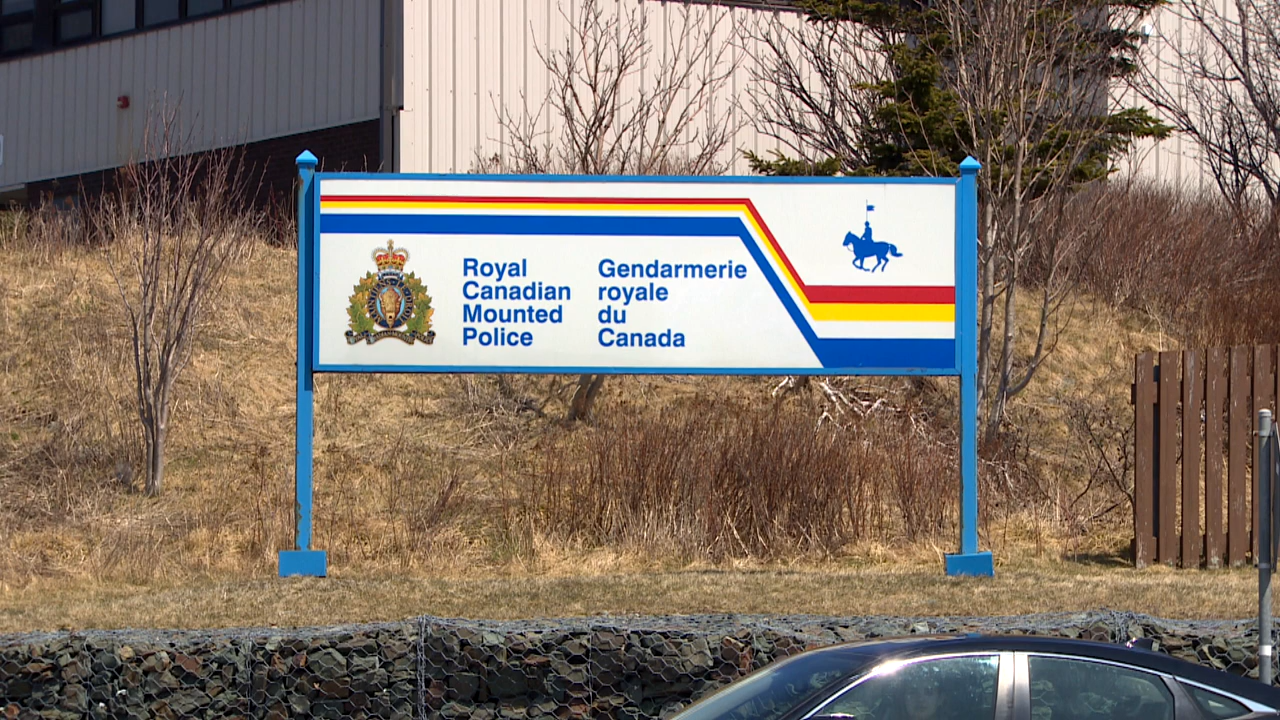 Royal
Canadian
Mounted
Police
Gendarmerie
royale
du
Canada